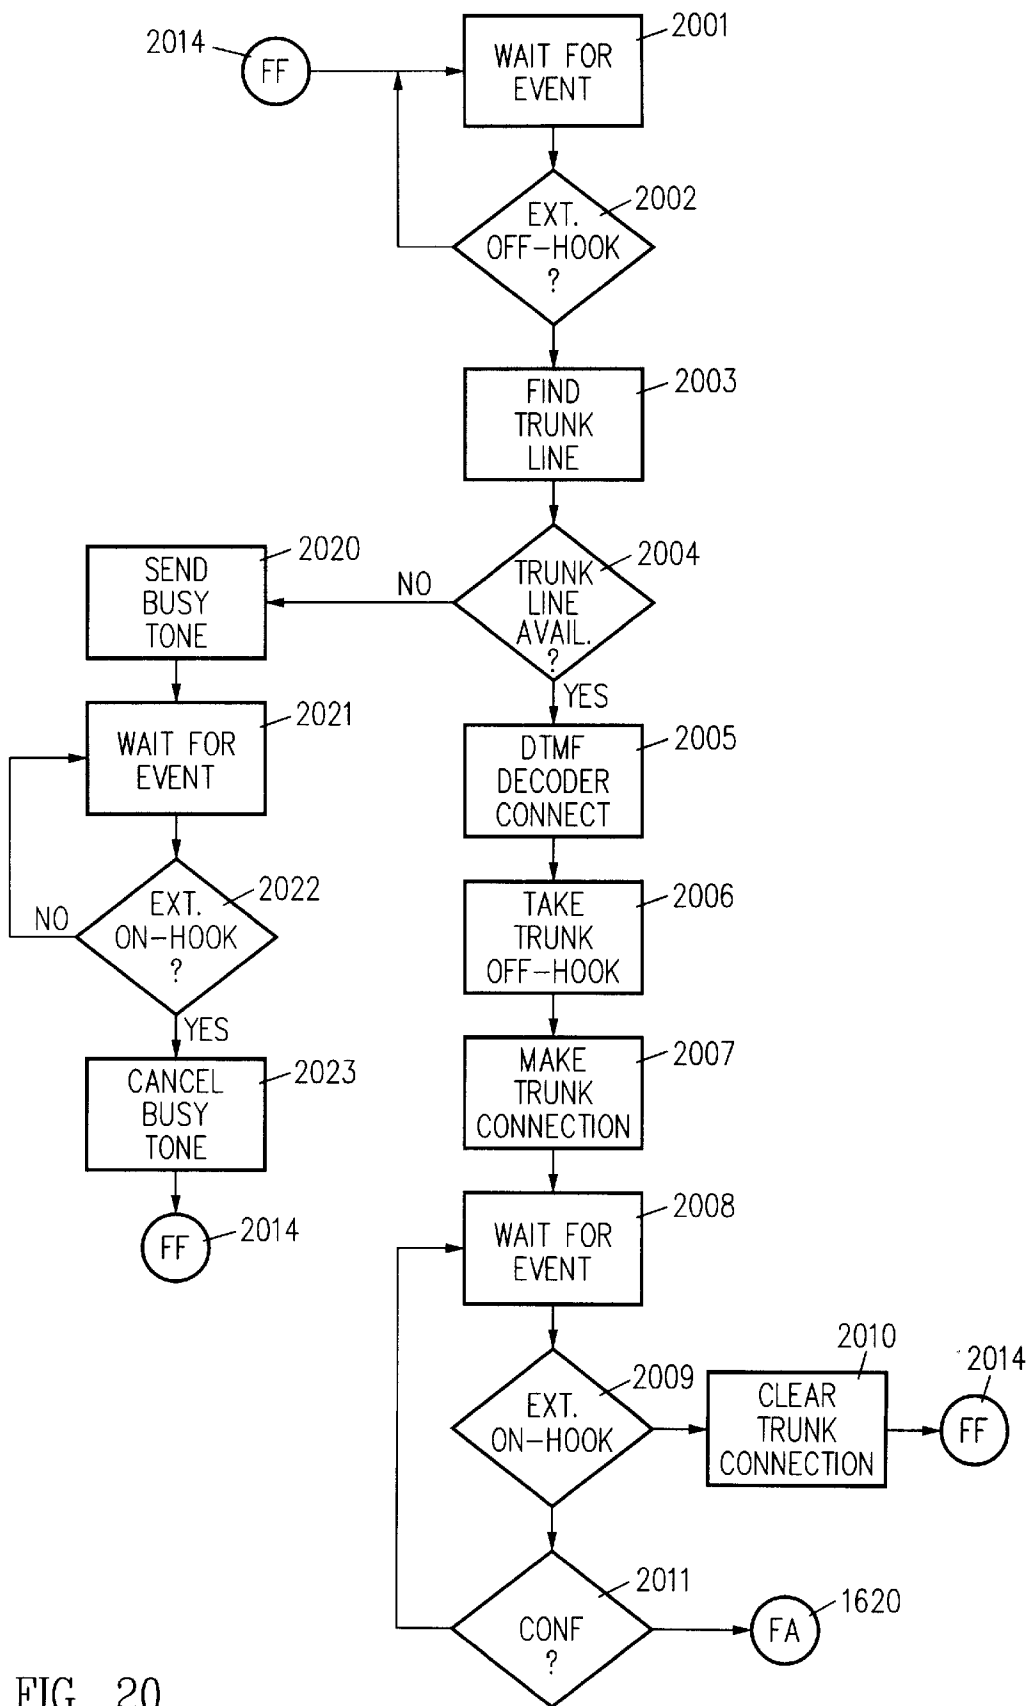 2014
FF
2001
WAIT FOR
EVENT
2002
EXT.
OFF-HOOK
?
2003
FIND
TRUNK
LINE
2004
TRUNK
LINE
AVAIL.
?
NO
YES
2020
SEND
BUSY
TONE
2021
WAIT FOR
EVENT
2022
EXT.
ON-HOOK
?
NO
YES
2023
CANCEL
BUSY
TONE
FF
2014
2005
DTMF
DECODER
CONNECT
2006
TAKE
TRUNK
OFF-HOOK
2007
MAKE
TRUNK
CONNECTION
2008
WAIT FOR
EVENT
2009
EXT.
ON-HOOK
2010
CLEAR
TRUNK
CONNECTION
2014
FF
2011
CONF
?
1620
FA
FIG. 20